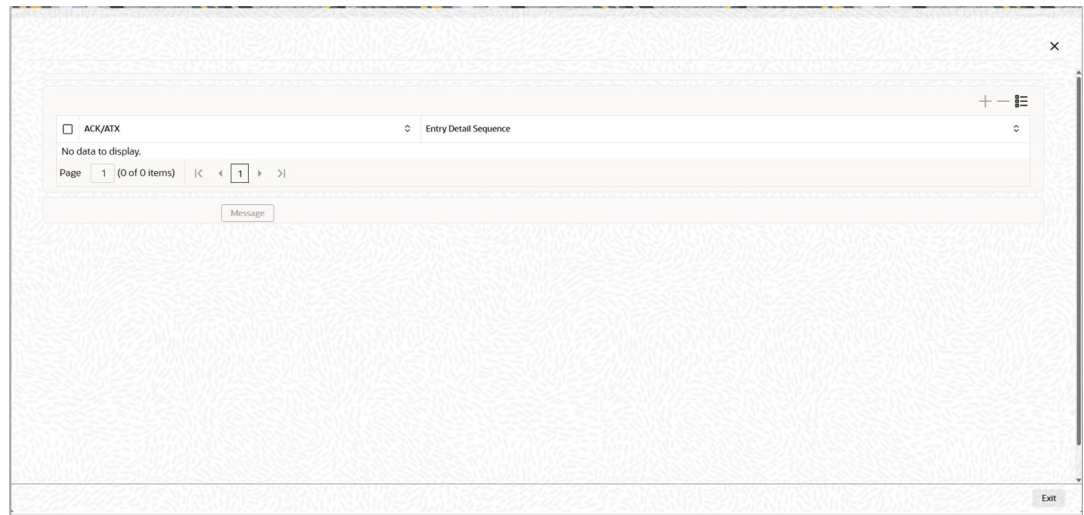 ACK/ATX Entry Detail Sequence
No data to display.
Page 1 (0 of 0 items) 1
Message
Exit